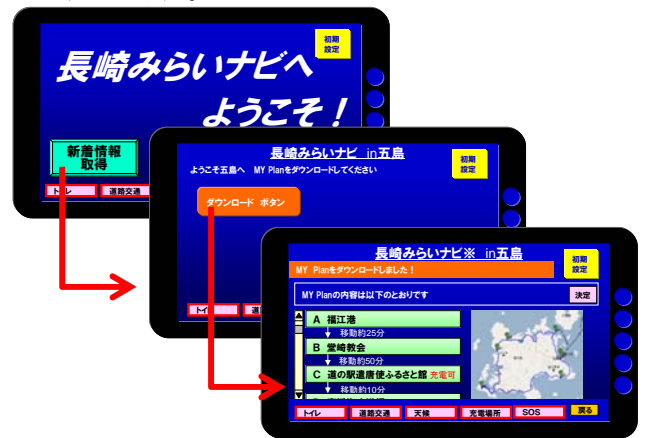 初期
設定
長崎みらいナビへ
ようこそ！
新着情報
取得
トイレ 道路交通
長崎みらいナビ in五島
初期
設定
ようこそ五島へ MY Planをダウンロードしてください
ダウンロード ボタン
長崎みらいナビ※ in五島
初期
設定
MY Planをダウンロードしました！
MY Planの内容は以下のとおりです
決定
A 福江港
移動約25分
B 堂崎教会
移動約50分
C 道の駅遣唐使ふるさと館 充電可
移動約10分
トイレ 道路交通 天候 充電場所 SOS 戻る